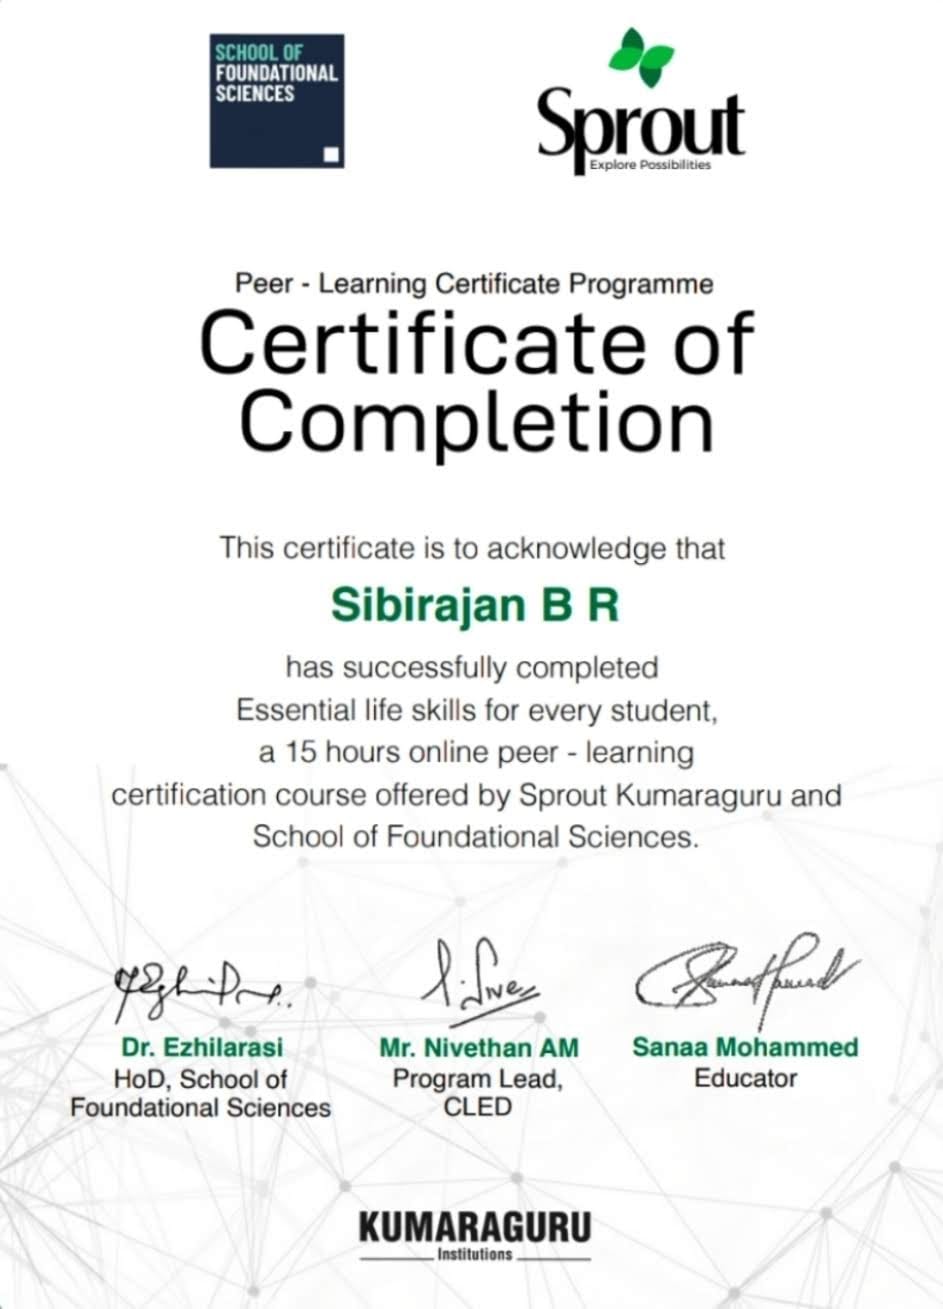 SCHOOL OF
FOUNDATIONAL
SCIENCES
Sprout
Explore Possibilities
Peer - Learning Certificate Programme
Certificate of
Completion
This certificate is to acknowledge that
Sibirajan B R
has successfully completed
Essential life skills for every student,
a 15 hours online peer - learning
certification course offered by Sprout Kumaraguru and
School of Foundational Sciences.
Dr. Ezhilarasi
HoD, School of
Foundational Sciences
Mr. Nivethan AM
Program Lead,
CLED
Sanaa Mohammed
Educator
KUMARAGURU
Institutions